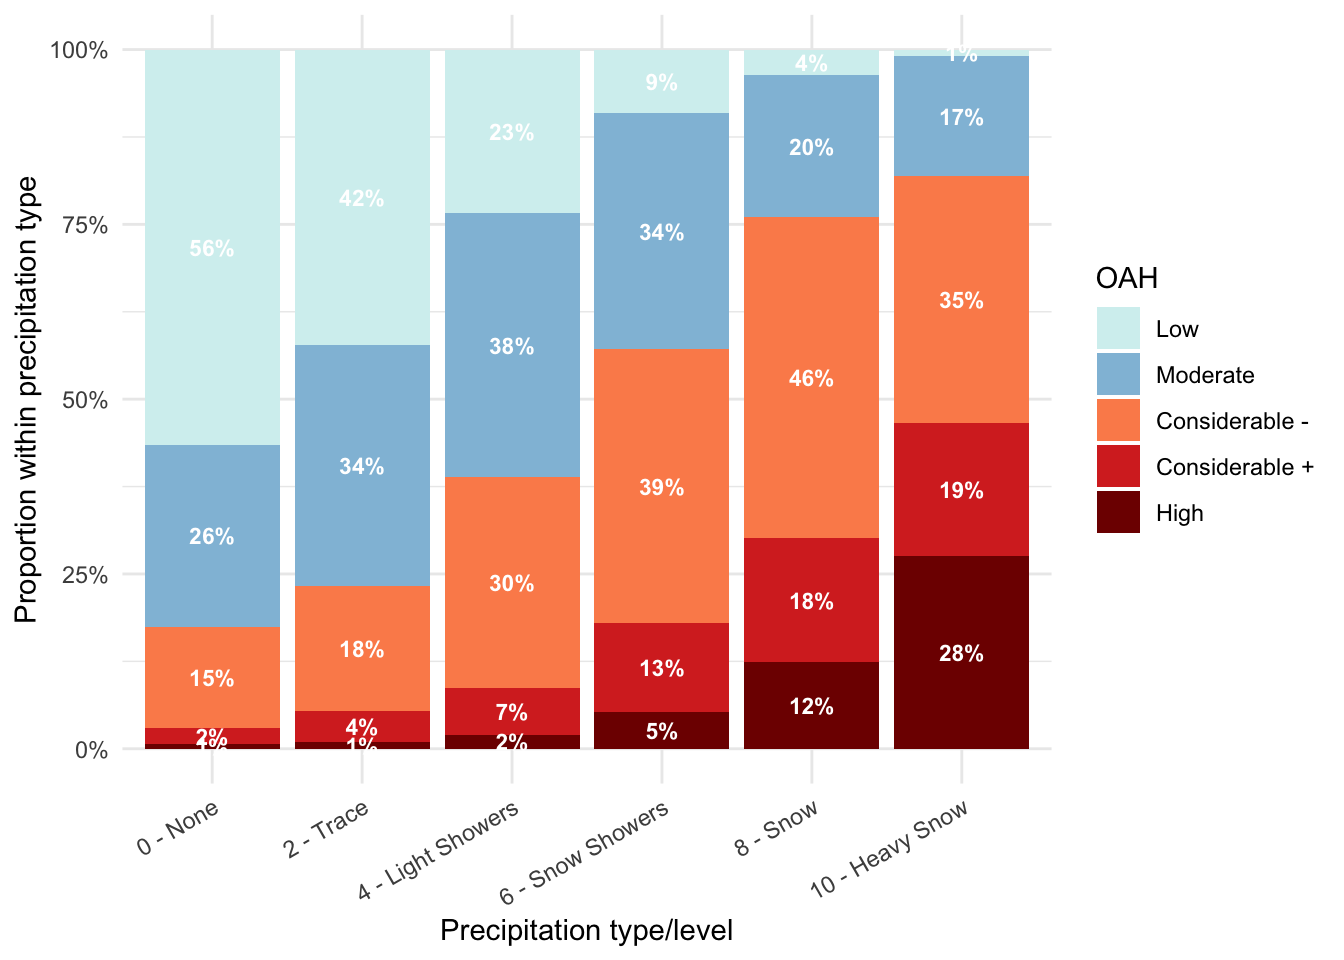 100%
75%
50%
25%
0%
Proportion within precipitation type
56%
26%
15%
2%
1%
42%
34%
18%
4%
1%
23%
38%
30%
7%
2%
9%
34%
39%
13%
5%
4%
20%
46%
18%
12%
1%
17%
35%
19%
28%
0 - None
2 - Trace
4 - Light Showers
6 - Snow Showers
8 - Snow
10 - Heavy Snow
Precipitation type/level
OAH
Low
Moderate
Considerable -
Considerable +
High